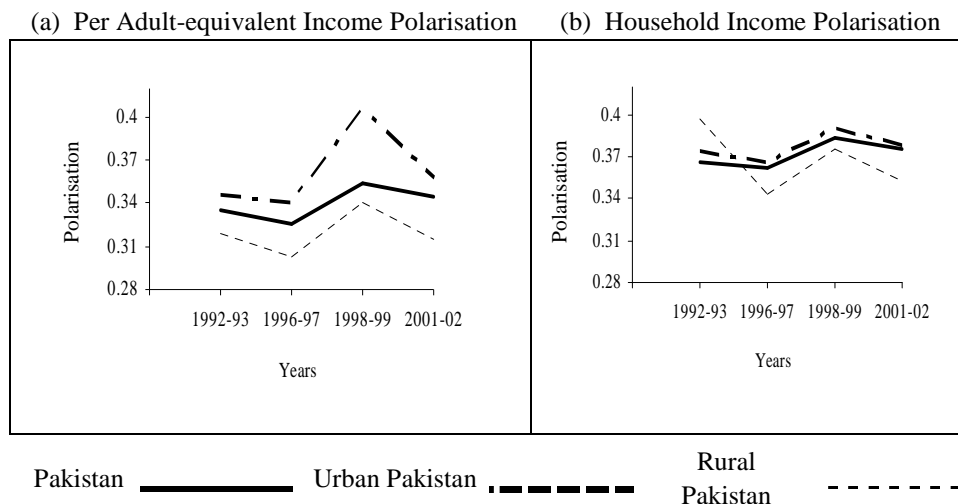 (a) Per Adult-equivalent Income Polarisation
(b) Household Income Polarisation
Polarisation
0.4
0.37
0.34
0.31
0.28
1992-93 1996-97 1998-99 2001-02
Years
Polarisation
0.4
0.37
0.34
0.31
0.28
1992-93 1996-97 1998-99 2001-02
Years
Pakistan
Urban Pakistan
Rural
Pakistan